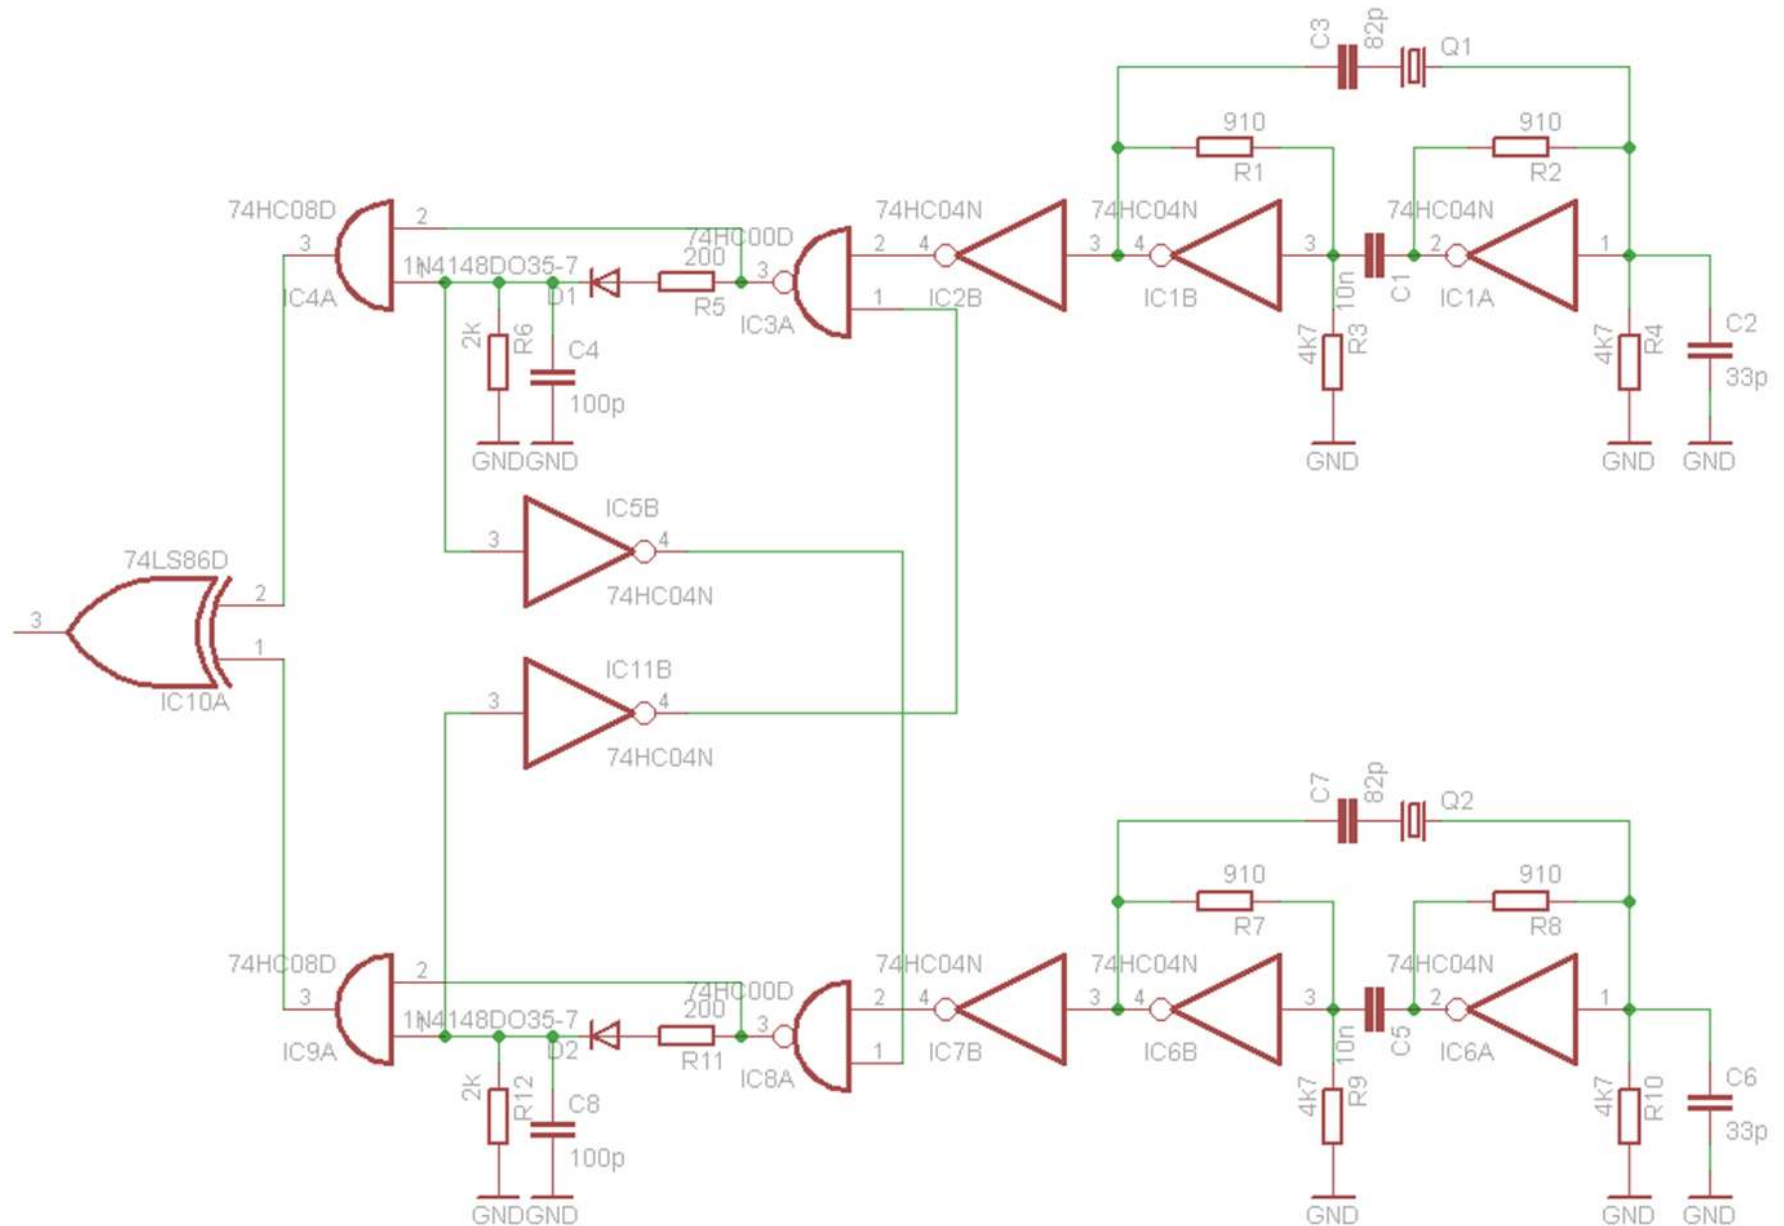 C3
82p
Q1
910
R1
910
R2
74HC08D
2
3
1
IC4A
1N4148DO35-7
D1
74HC00D
200
R5
3
2
1
IC3A
74HC04N
4
3
IC2B
74HC04N
4
3
IC1B
10n
C1
74HC04N
2
1
IC1A
2k
R6
C4
100p
GND
GND
4k7
R3
GND
4k7
R4
GND
C2
33p
GND
IC5B
3
4
74HC04N
74LS86D
3
2
1
IC10A
IC11B
3
4
74HC04N
C7
82p
Q2
910
R7
910
R8
74HC08D
2
3
IC9A
1N4148DO35-7
D2
74HC00D
200
R11
3
2
1
IC8A
74HC04N
4
3
IC7B
74HC04N
4
3
IC6B
10n
C5
74HC04N
2
1
IC6A
2k
R12
C8
100p
GND
GND
4k7
R9
GND
4k7
R10
GND
C6
33p
GND